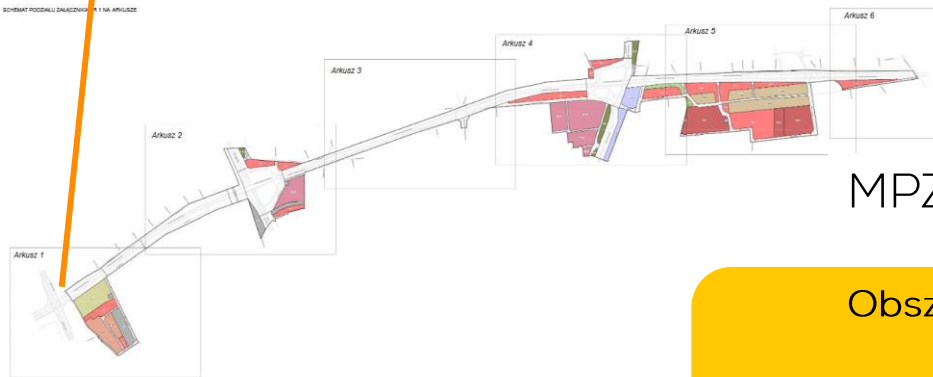 SCHEMAT PODZIAŁU ZAŁĄCZNIKA NR 1 NA ARKUSZE
Arkusz 6
Arkusz 5
Arkusz 4
Arkusz 3
Arkusz 2
Arkusz 1
MPZ
Obsz